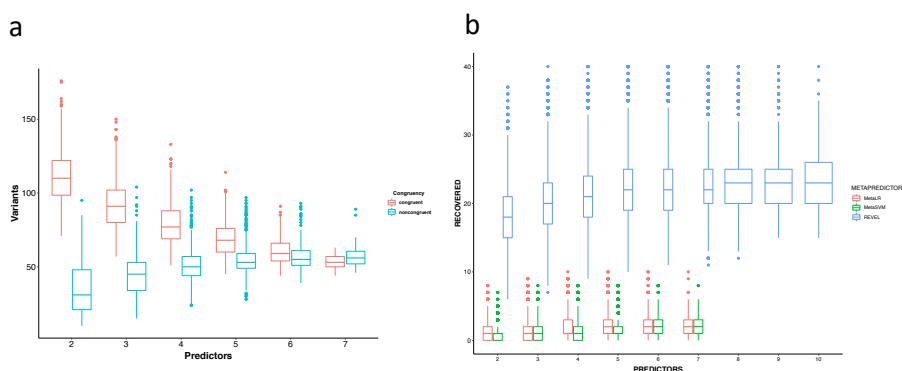 a
b
150
100
50
Variants
2 3 4 5 6 7
Predictors
Congruency
congruent
noncongruent
40
30
20
10
0
RECOVERED
2 3 4 5 6 7 8 9 10
PREDICTORS
METAPREDICTOR
MetaLR
MetaSVM
REVEL